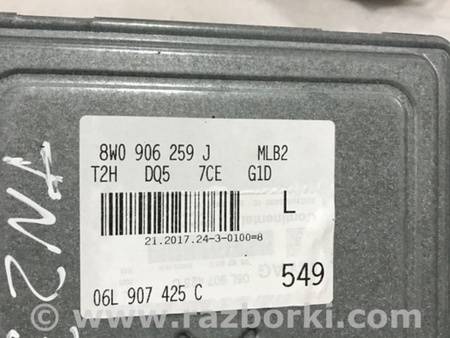 8W0 906 259 J MLB2
T2H DQ5 7CE G1D
L
21.2017.24-3-0100=8
06L 907 425 C 549
www.razborki.com